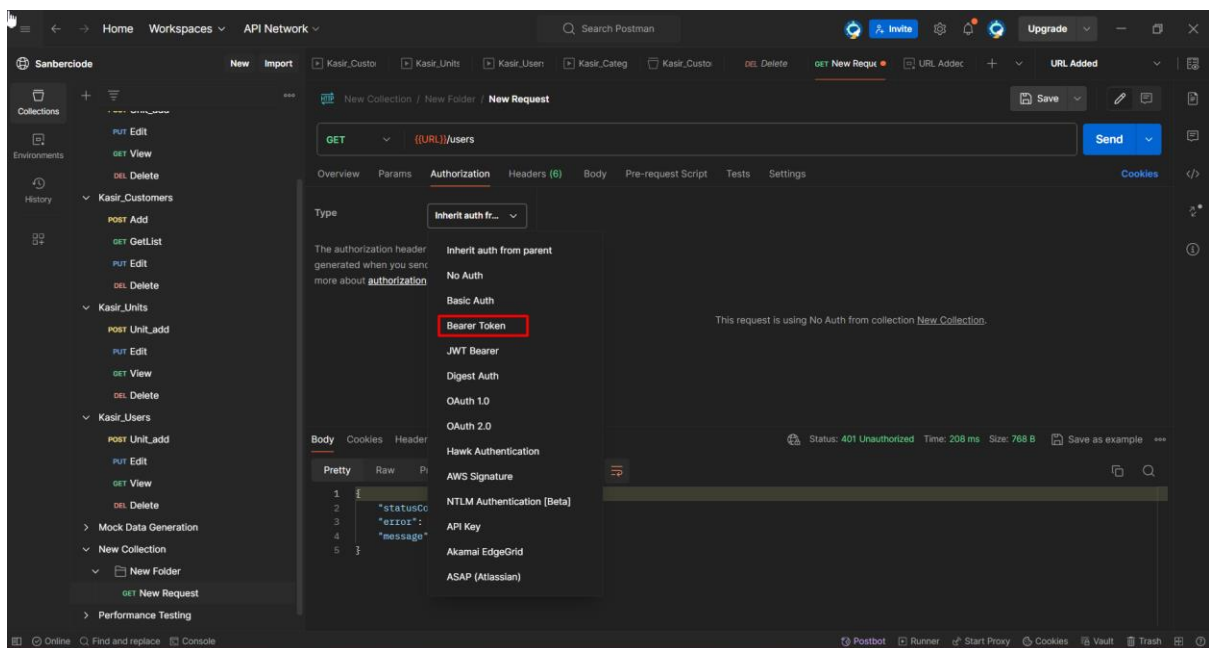 Home Workspaces API Network Search Postman Invite Upgrade
Sanberciode New Import Kasir_Custo Kasir_Units Kasir_User Kasir_Categ Kasir_Custo DEL Delete GET New Reque URL Addec URL Added
Collections
Environments
History
PUT Edit
GET View
DEL Delete
Kasir_Customers
POST Add
GET GetList
PUT Edit
DEL Delete
Kasir_Units
POST Unit_add
PUT Edit
GET View
DEL Delete
Kasir_Users
POST Unit_add
PUT Edit
GET View
DEL Delete
Mock Data Generation
New Collection
New Folder
GET New Request
Performance Testing
HTTP New Collection / New Folder / New Request Save
GET {{URL}}/users Send
Overview Params Authorization Headers (6) Body Pre-request Script Tests Settings Cookies
Type Inherit auth fr...
The authorization header
generated when you send
more about authorization
Inherit auth from parent
No Auth
Basic Auth
Bearer Token
JWT Bearer
Digest Auth
OAuth 1.0
OAuth 2.0
Hawk Authentication
AWS Signature
NTLM Authentication [Beta]
API Key
Akamai EdgeGrid
ASAP (Atlassian)
This request is using No Auth from collection New Collection.
Body Cookies Header Status: 401 Unauthorized Time: 208 ms Size: 768 B Save as example
Pretty Raw
1 {
2 "statusCo
3 "error":
4 "message"
5 }
Online Find and replace Console Postbot Runner Start Proxy Cookies Vault Trash